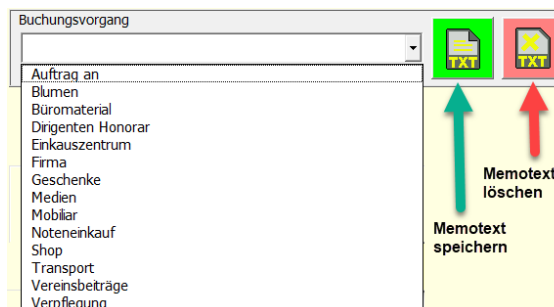 Buchungsvorgang
TXT
TXT
Auftrag an
Blumen
Büromaterial
Dirigenten Honorar
Einkauszentrum
Firma
Geschenke
Medien
Mobiliar
Noteneinkauf
Shop
Transport
Vereinsbeiträge
Verpflegung
Memotext
löschen
Memotext
speichern